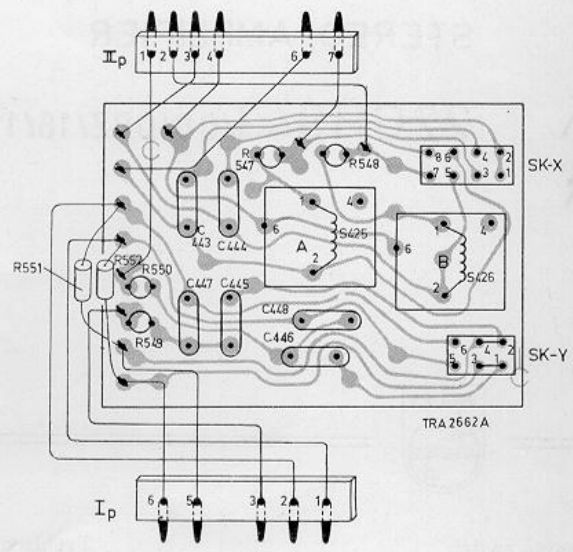 IIp
1 2 3 4 6 7
R 547
R548
8 6 4 2
7 5 3 1
SK-X
C 443
C 444
1 4
6 A S425
2
1 4
6 B S426
2
R551
R552
R550
C447
C445
C448
R549
C446
6 4 2
5 3 1
SK-Y
TRA 2662A
Ip
6 5 3 2 1